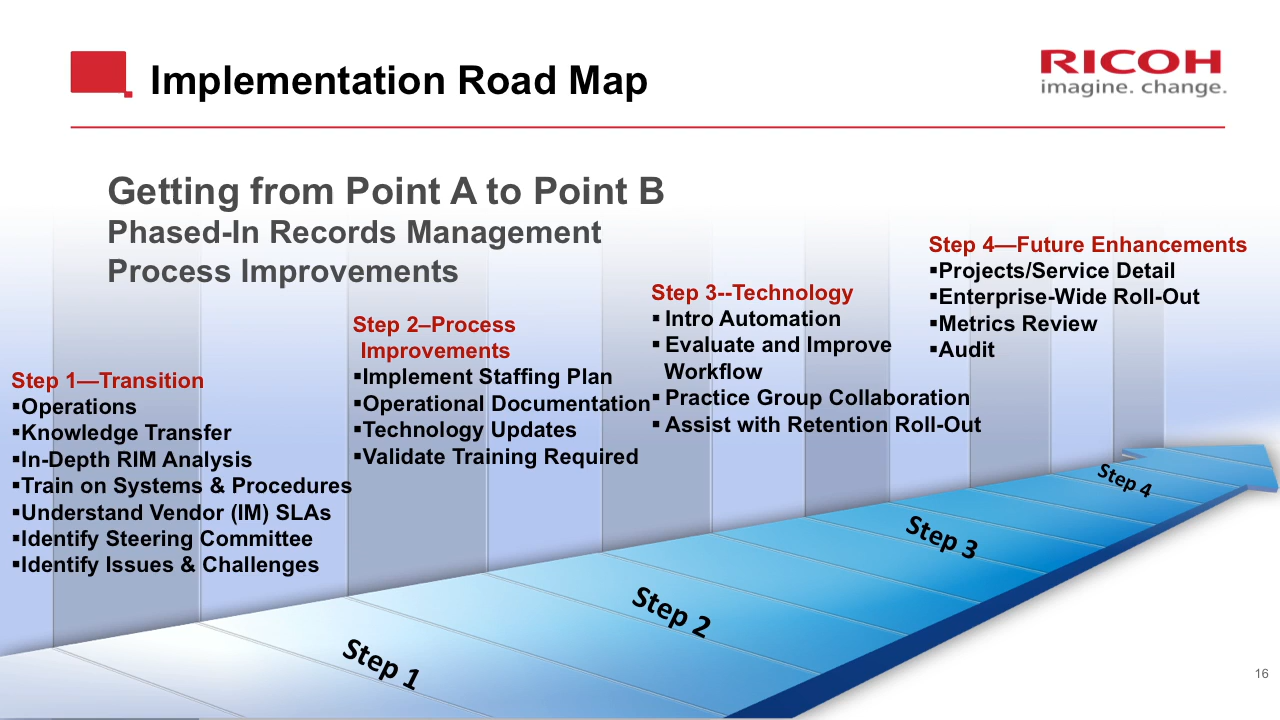 Implementation Road Map
RICOH
imagine. change.
Getting from Point A to Point B
Phased-In Records Management
Process Improvements
Step 1—Transition
▪Operations
▪Knowledge Transfer
▪In-Depth RIM Analysis
▪Train on Systems & Procedures
▪Understand Vendor (IM) SLAs
▪Identify Steering Committee
▪Identify Issues & Challenges
Step 2–Process
Improvements
▪Implement Staffing Plan
▪Operational Documentation
▪Technology Updates
▪Validate Training Required
Step 3--Technology
▪ Intro Automation
▪ Evaluate and Improve
Workflow
▪ Practice Group Collaboration
▪ Assist with Retention Roll-Out
Step 4—Future Enhancements
▪Projects/Service Detail
▪Enterprise-Wide Roll-Out
▪Metrics Review
▪Audit
Step 1
Step 2
Step 3
Step 4
16